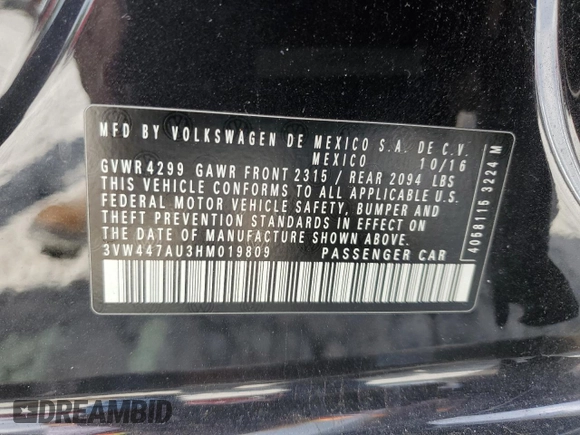 MFD BY VOLKSWAGEN DE MEXICO S.A. DE C.V.
MEXICO 10/16
GVWR 4299 GAWR FRONT 2315 / REAR 2094 LBS
THIS VEHICLE CONFORMS TO ALL APPLICABLE U.S.
FEDERAL MOTOR VEHICLE SAFETY, BUMPER AND
THEFT PREVENTION STANDARDS IN EFFECT ON
THE DATE OF MANUFACTURE SHOWN ABOVE.
3VW447AU3HM019809 PASSENGER CAR
4068115 3224 M
DREAMBID